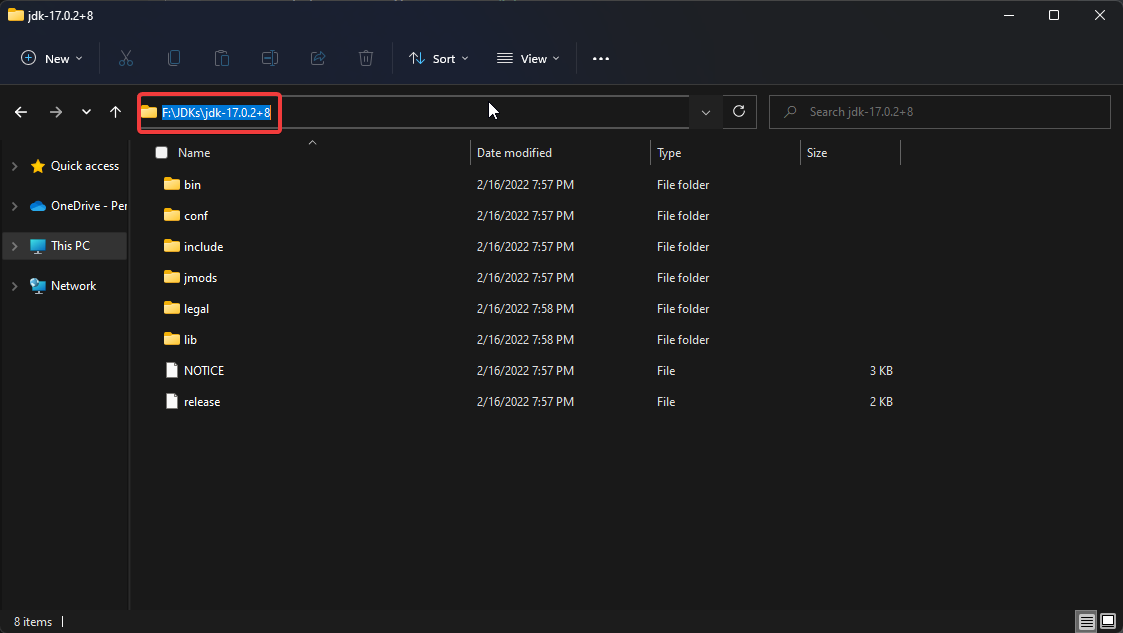 jdk-17.0.2+8
New Sort View
F:\JDKs\jdk-17.0.2+8 Search jdk-17.0.2+8
Name Date modified Type Size
Quick access
OneDrive - Per
This PC
Network
bin 2/16/2022 7:57 PM File folder
conf 2/16/2022 7:57 PM File folder
include 2/16/2022 7:57 PM File folder
jmods 2/16/2022 7:57 PM File folder
legal 2/16/2022 7:58 PM File folder
lib 2/16/2022 7:58 PM File folder
NOTICE 2/16/2022 7:57 PM File 3 KB
release 2/16/2022 7:57 PM File 2 KB
8 items